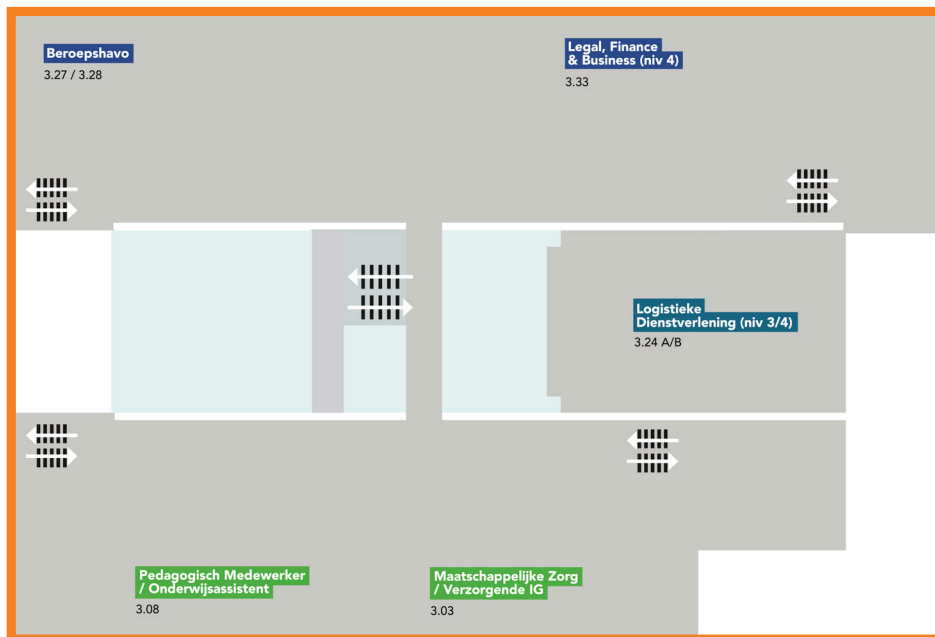 Beroepshavo
3.27 / 3.28
Legal, Finance
& Business (niv 4)
3.33
Logistieke
Dienstverlening (niv 3/4)
3.24 A/B
Pedagogisch Medewerker
/ Onderwijsassistent
3.08
Maatschappelijke Zorg
/ Verzorgende IG
3.03